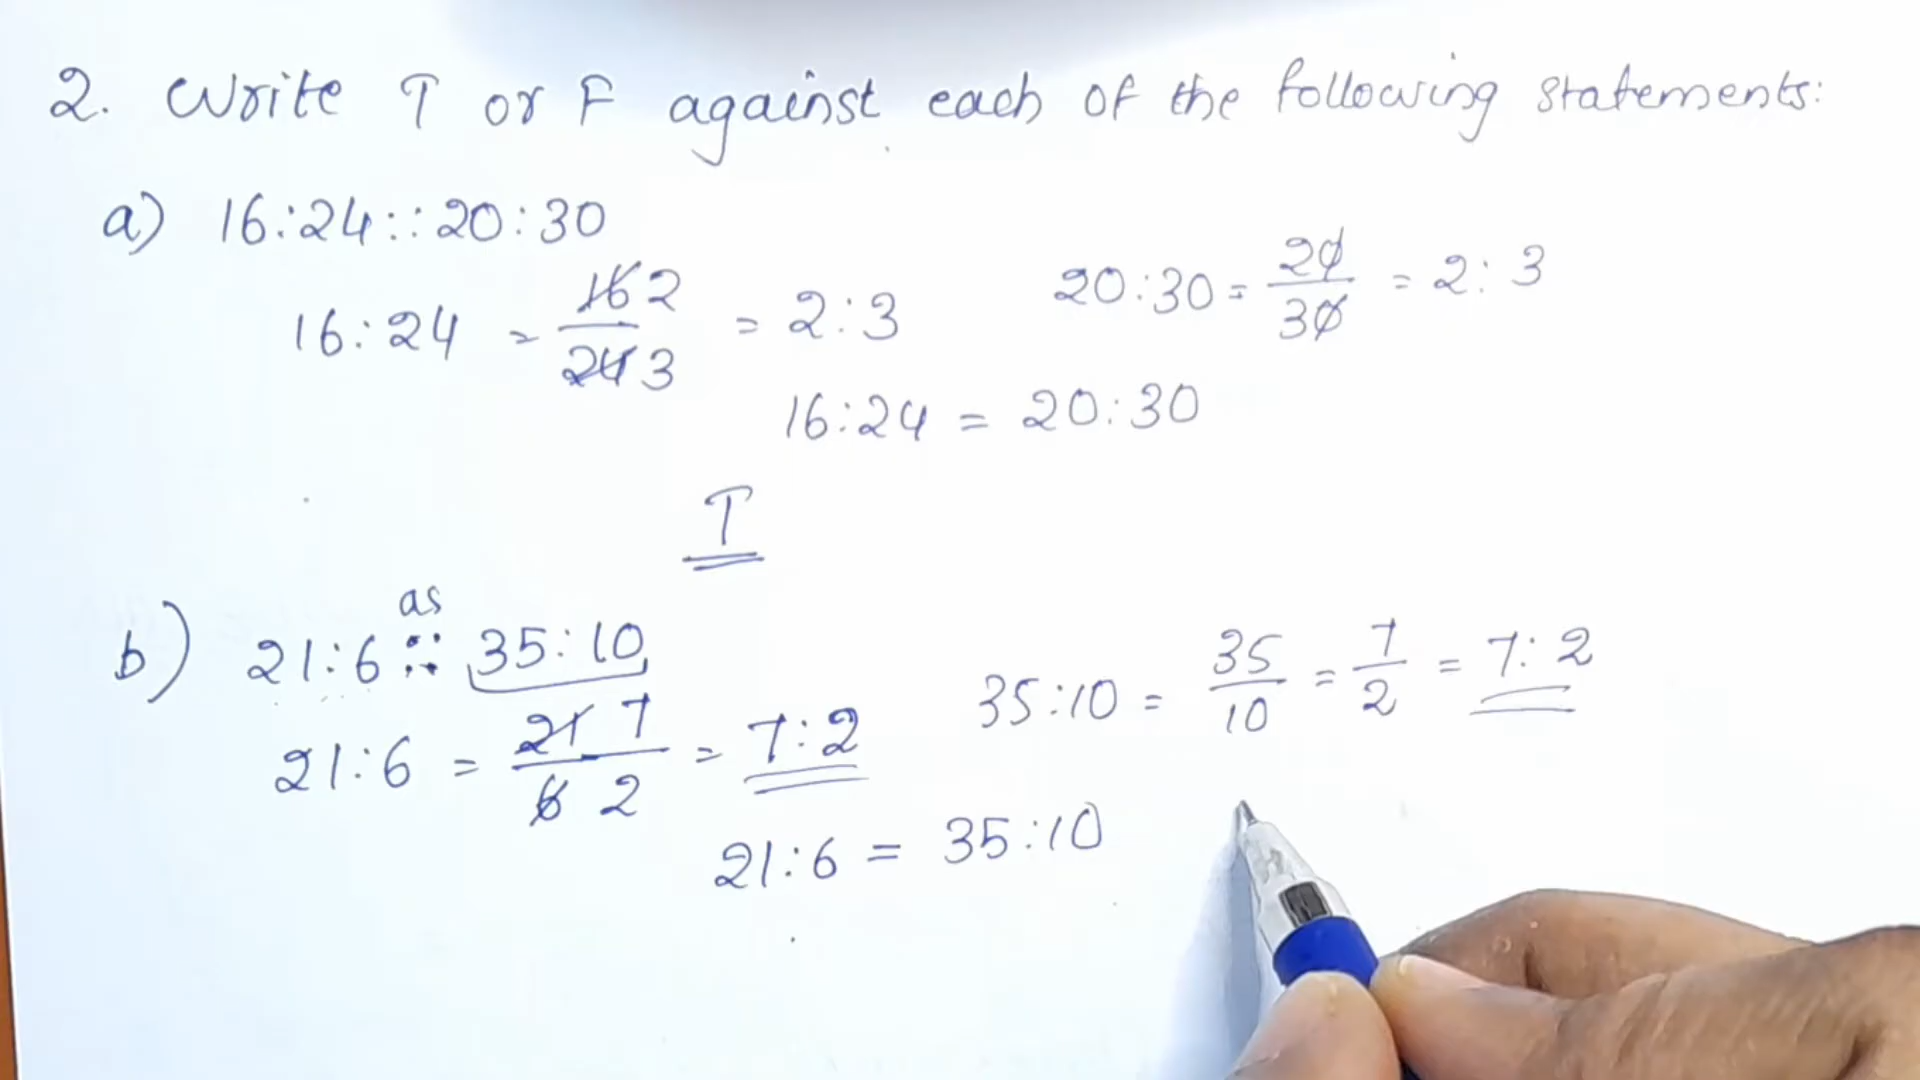 2. Write T or F against each of the following statements:
a) 16:24::20:30
16:24 = 16 2 / 24 3 = 2:3
20:30 = 20 / 30 = 2:3
16:24 = 20:30
T
as
b) 21:6 :: 35:10
21:6 = 21 7 / 6 2 = 7:2
35:10 = 35 / 10 = 7 / 2 = 7:2
21:6 = 35:10